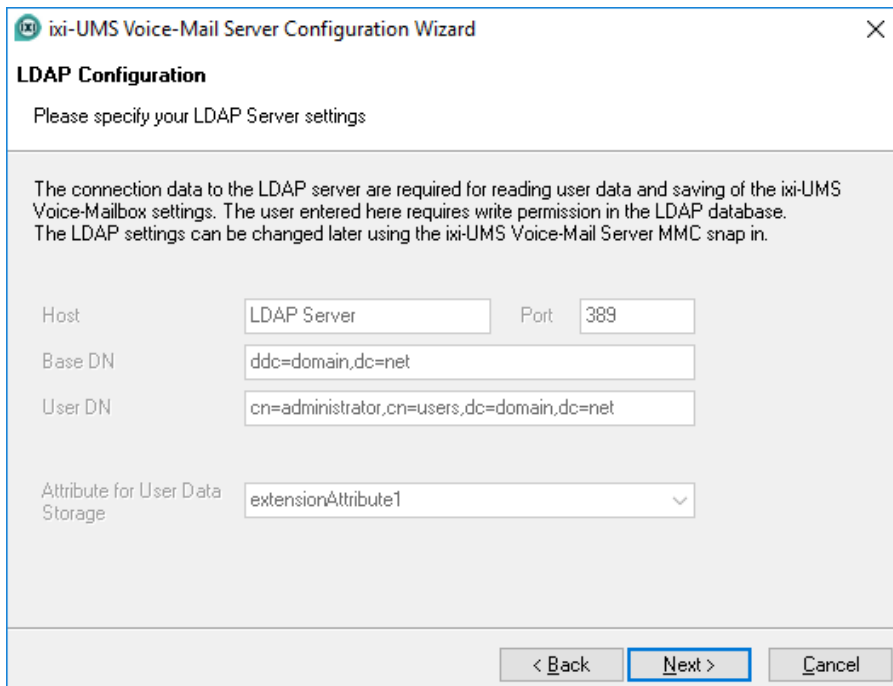 ixi-UMS Voice-Mail Server Configuration Wizard
LDAP Configuration
Please specify your LDAP Server settings
The connection data to the LDAP server are required for reading user data and saving of the ixi-UMS
Voice-Mailbox settings. The user entered here requires write permission in the LDAP database.
The LDAP settings can be changed later using the ixi-UMS Voice-Mail Server MMC snap in.
Host LDAP Server Port 389
Base DN ddc=domain,dc=net
User DN cn=administrator,cn=users,dc=domain,dc=net
Attribute for User Data
Storage extensionAttribute1
< Back Next > Cancel